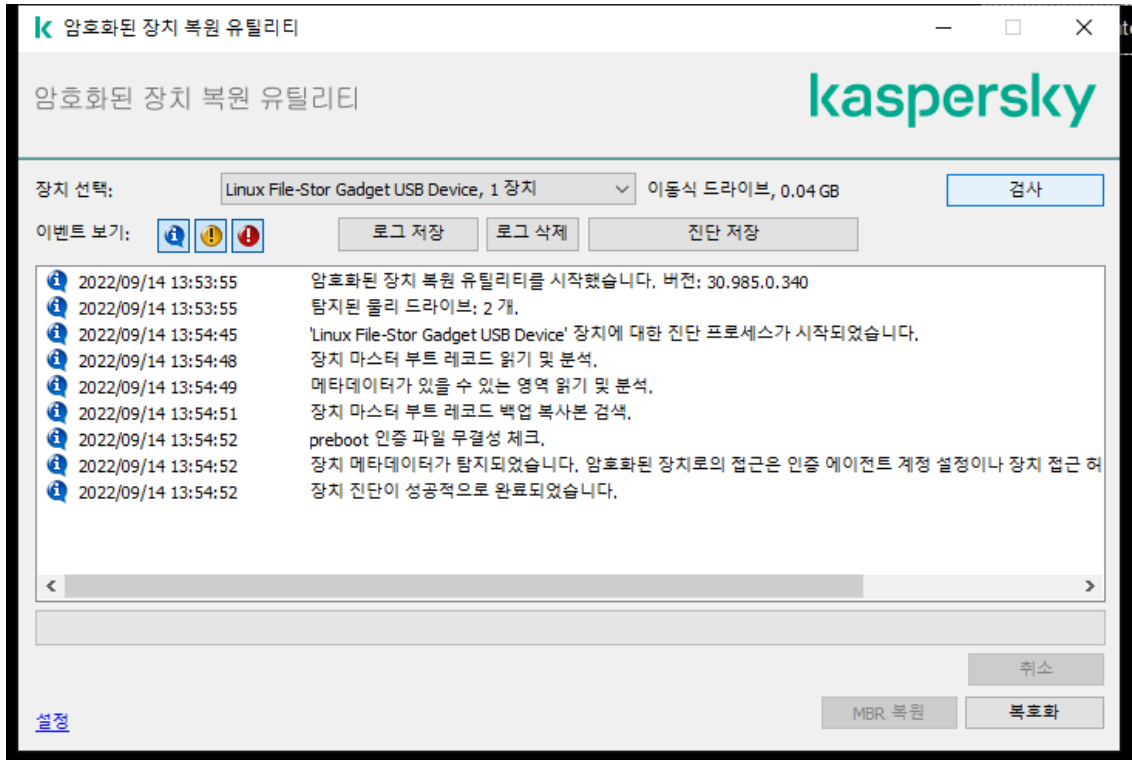 암호화된 장치 복원 유틸리티
암호화된 장치 복원 유틸리티
kaspersky
장치 선택: Linux File-Stor Gadget USB Device, 1 장치 이동식 드라이브, 0.04 GB 검사
이벤트 보기: 로그 저장 로그 삭제 진단 저장
2022/09/14 13:53:55 암호화된 장치 복원 유틸리티를 시작했습니다. 버전: 30.985.0.340
2022/09/14 13:53:55 탐지된 물리 드라이브: 2 개.
2022/09/14 13:54:45 'Linux File-Stor Gadget USB Device' 장치에 대한 진단 프로세스가 시작되었습니다.
2022/09/14 13:54:48 장치 마스터 부트 레코드 읽기 및 분석.
2022/09/14 13:54:49 메타데이터가 있을 수 있는 영역 읽기 및 분석.
2022/09/14 13:54:51 장치 마스터 부트 레코드 백업 복사본 검색.
2022/09/14 13:54:52 preboot 인증 파일 무결성 체크.
2022/09/14 13:54:52 장치 메타데이터가 탐지되었습니다. 암호화된 장치로의 접근은 인증 에이전트 계정 설정이나 장치 접근 허
2022/09/14 13:54:52 장치 진단이 성공적으로 완료되었습니다.
취소
설정 MBR 복원 복호화